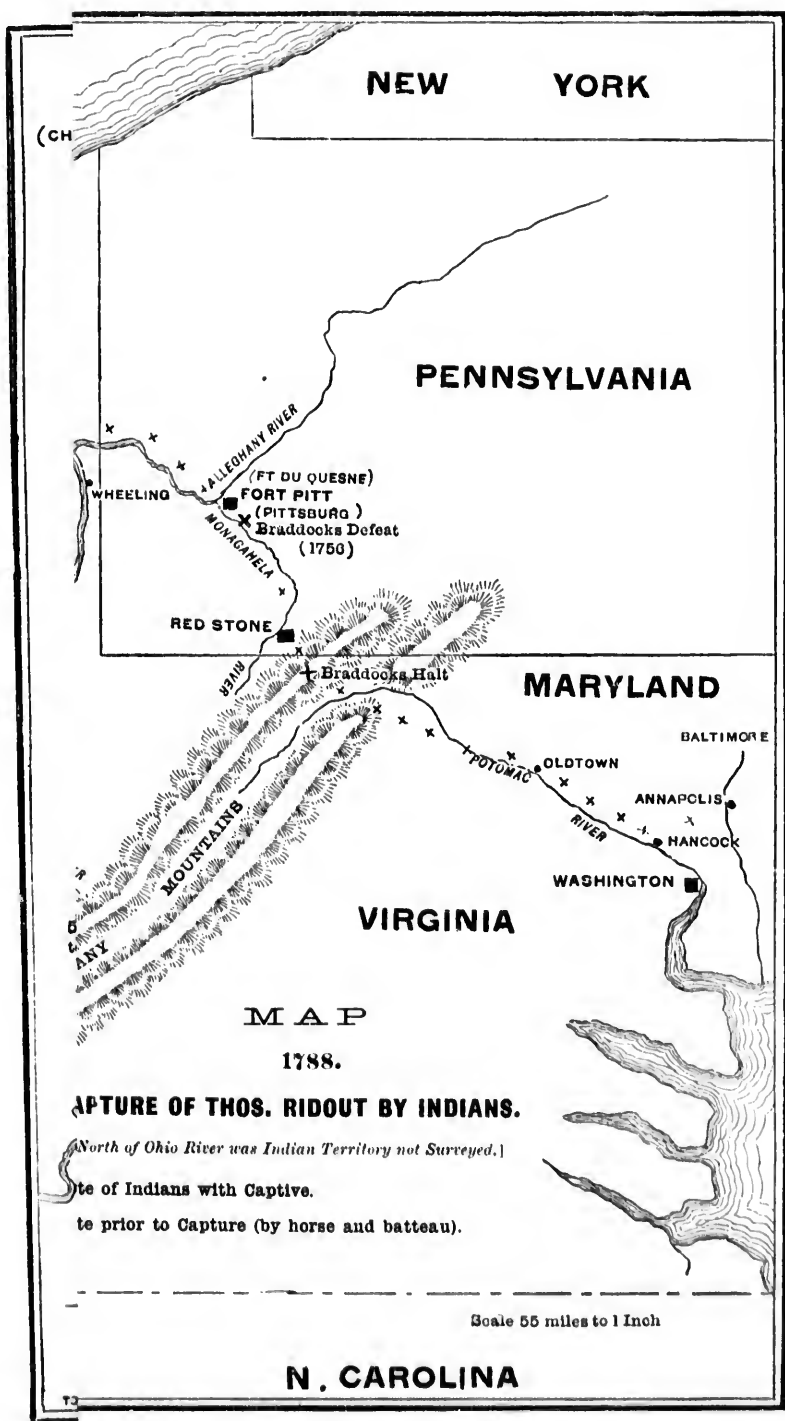 NEW YORK
(CH
PENNSYLVANIA
ALLEGHANY RIVER
(FT DU QUESNE)
FORT PITT
(PITTSBURG)
Braddocks Defeat
(1756)
WHEELING
MONAGAHELA
RIVER
RED STONE
Braddocks Halt
MARYLAND
BALTIMORE
POTOMAC
RIVER
OLDTOWN
ANNAPOLIS
HANCOCK
WASHINGTON
MOUNTAINS
ANY
VIRGINIA
MAP
1788.
APTURE OF THOS. RIDOUT BY INDIANS.
North of Ohio River was Indian Territory not Surveyed.]
te of Indians with Captive.
te prior to Capture (by horse and batteau).
Scale 55 miles to 1 Inch
N. CAROLINA